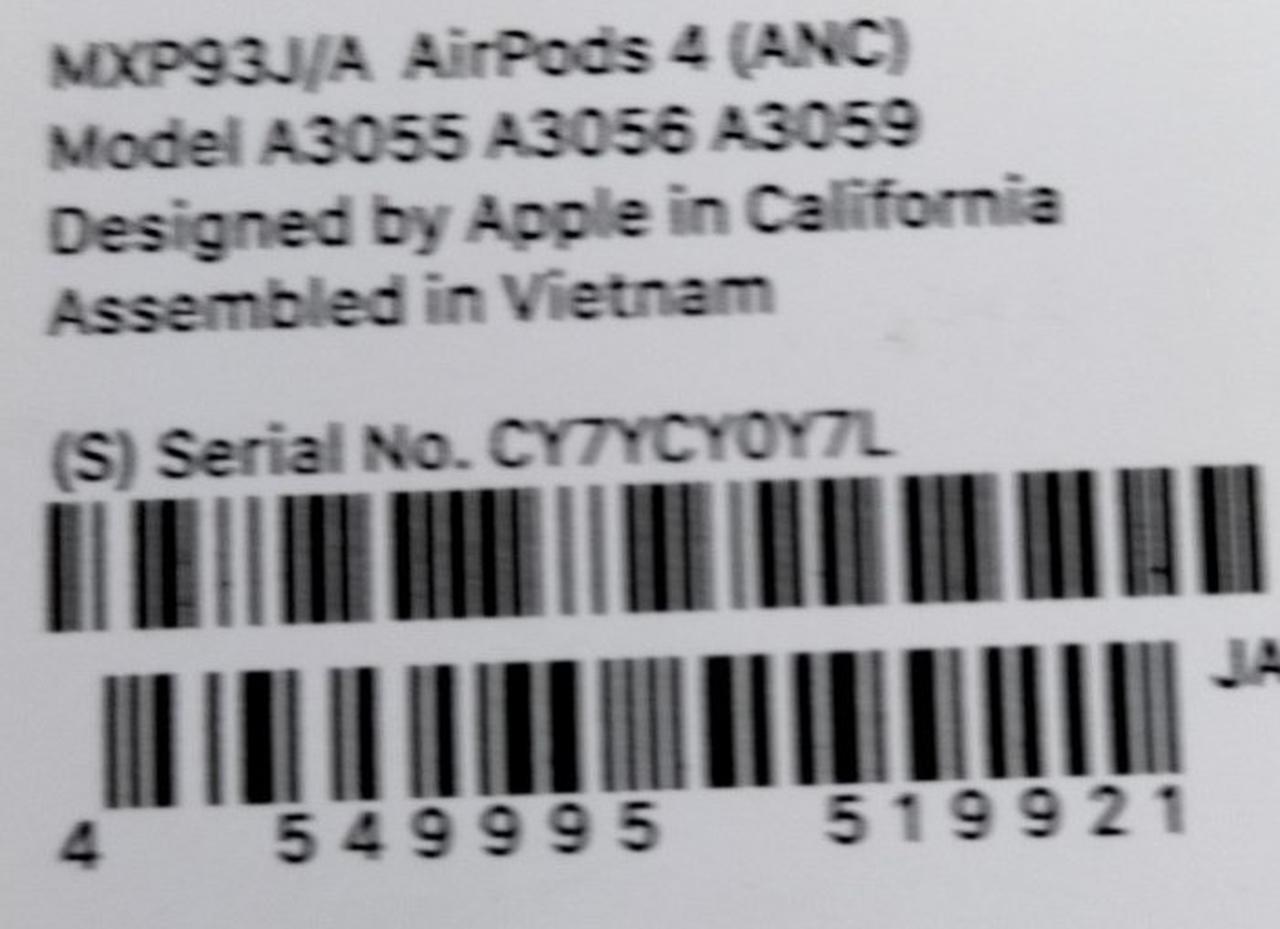 MXP93J/A AirPods 4 (ANC)
Model A3055 A3056 A3059
Designed by Apple in California
Assembled in Vietnam
(S) Serial No. CY7YCY0Y7L
JA
4 549995 519921